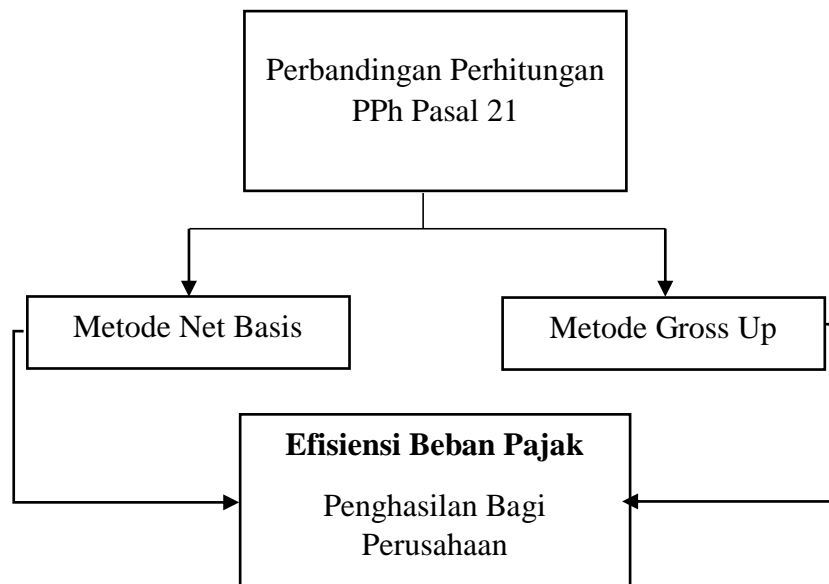 Perbandingan Perhitungan
PPh Pasal 21
Metode Net Basis
Metode Gross Up
Efisiensi Beban Pajak
Penghasilan Bagi
Perusahaan